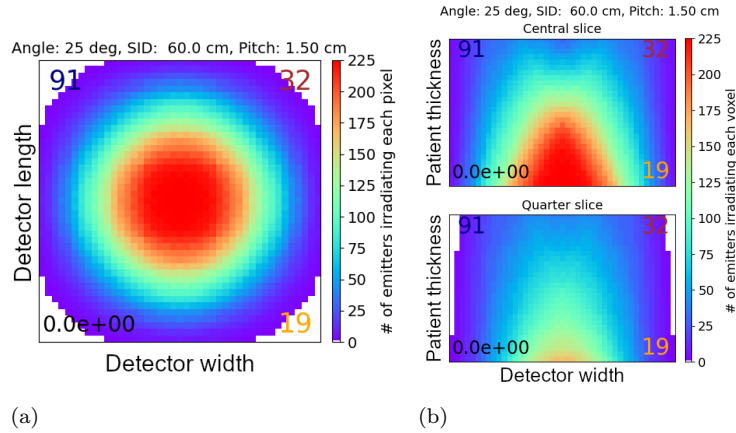 Angle: 25 deg, SID:  60.0 cm, Pitch: 1.50 cm
91
32
0.0e+00
19
Detector length
Detector width
225
200
175
150
125
100
75
50
25
0
# of emitters irradiating each pixel
(a)
Angle: 25 deg, SID:  60.0 cm, Pitch: 1.50 cm
Central slice
91
32
0.0e+00
19
Patient thickness
Quarter slice
91
32
0.0e+00
19
Patient thickness
Detector width
225
200
175
150
125
100
75
50
25
0
# of emitters irradiating each voxel
(b)